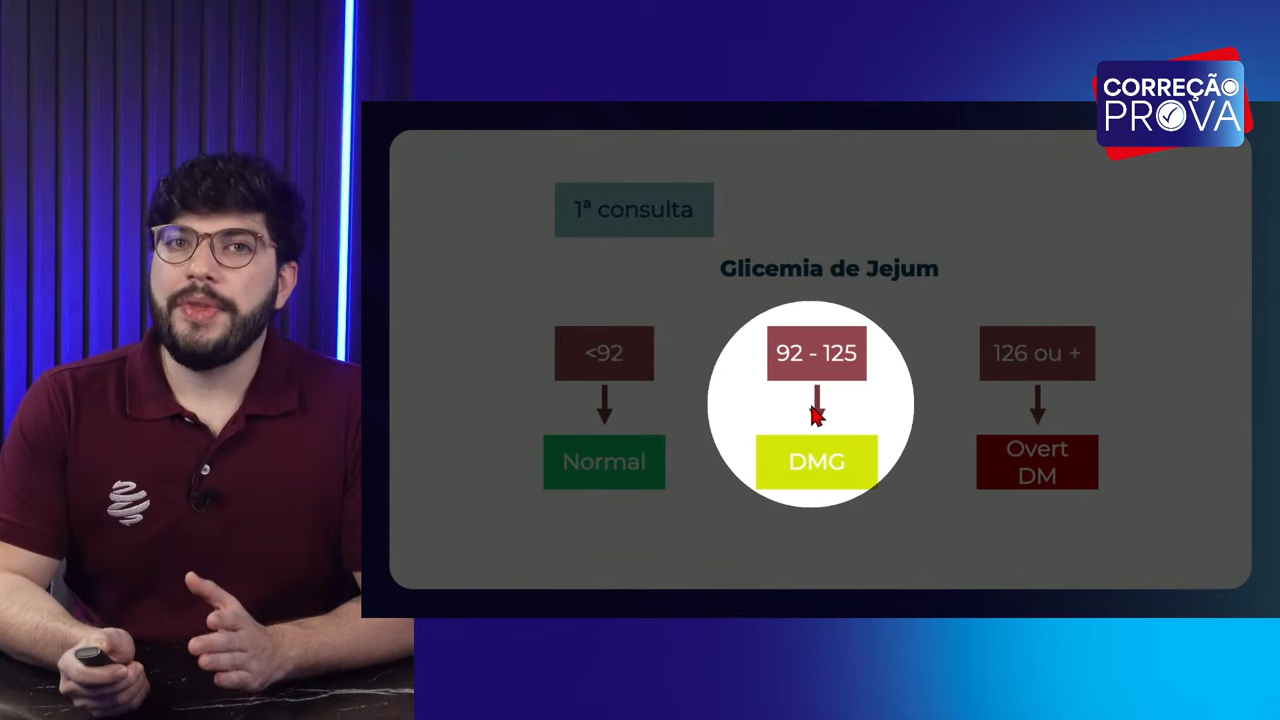 CORREÇÃO
PROVA
1ª consulta
Glicemia de Jejum
<92
92 - 125
126 ou +
Normal
DMG
Overt
DM